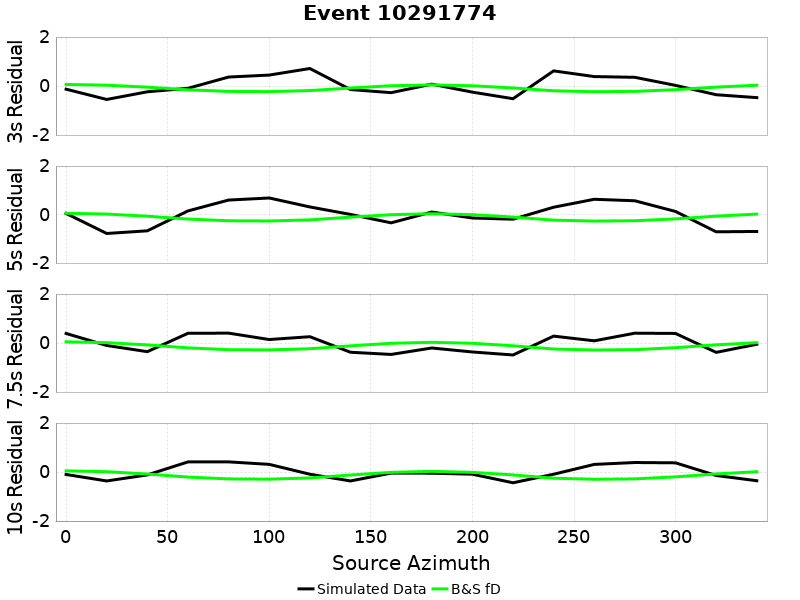 Event 10291774
3s Residual
2
0
-2
5s Residual
2
0
-2
7.5s Residual
2
0
-2
10s Residual
2
0
-2
0 50 100 150 200 250 300
Source Azimuth
Simulated Data B&S fD